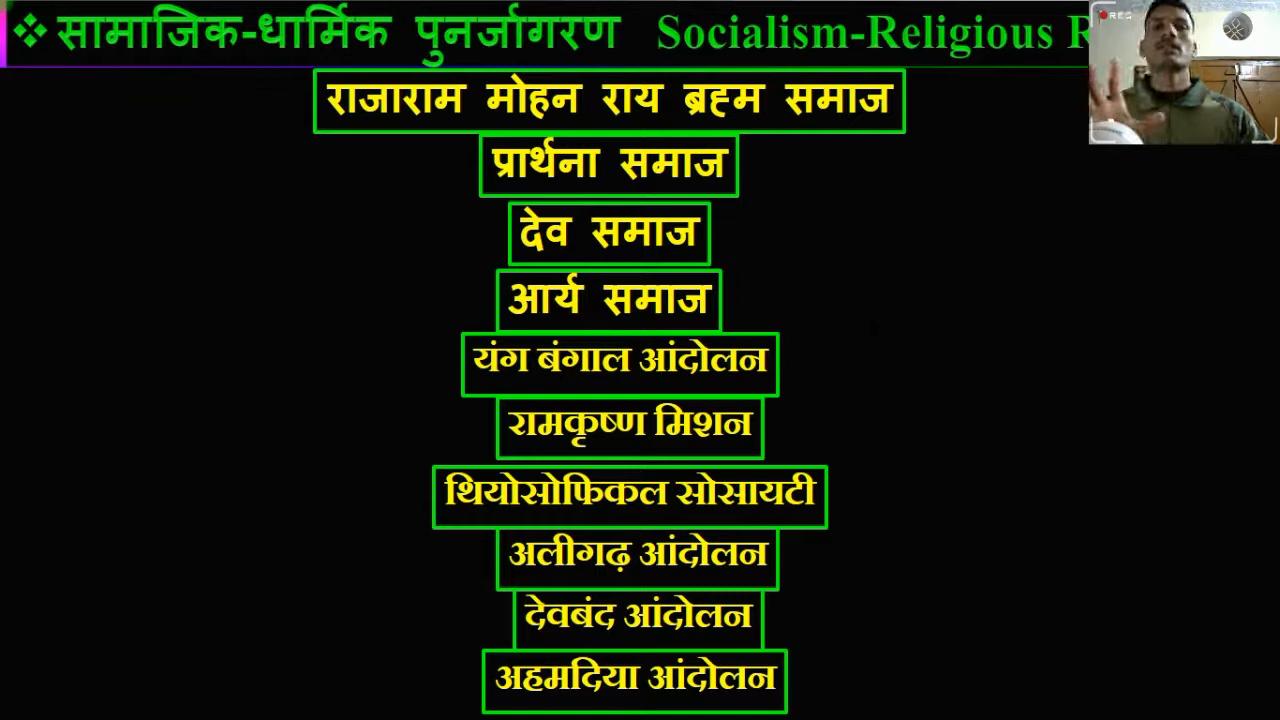 ❖ सामाजिक-धार्मिक पुनर्जागरण Socialism-Religious
REC
राजाराम मोहन राय ब्रह्म समाज
प्रार्थना समाज
देव समाज
आर्य समाज
यंग बंगाल आंदोलन
रामकृष्ण मिशन
थियोसोफिकल सोसायटी
अलीगढ़ आंदोलन
देवबंद आंदोलन
अहमदिया आंदोलन